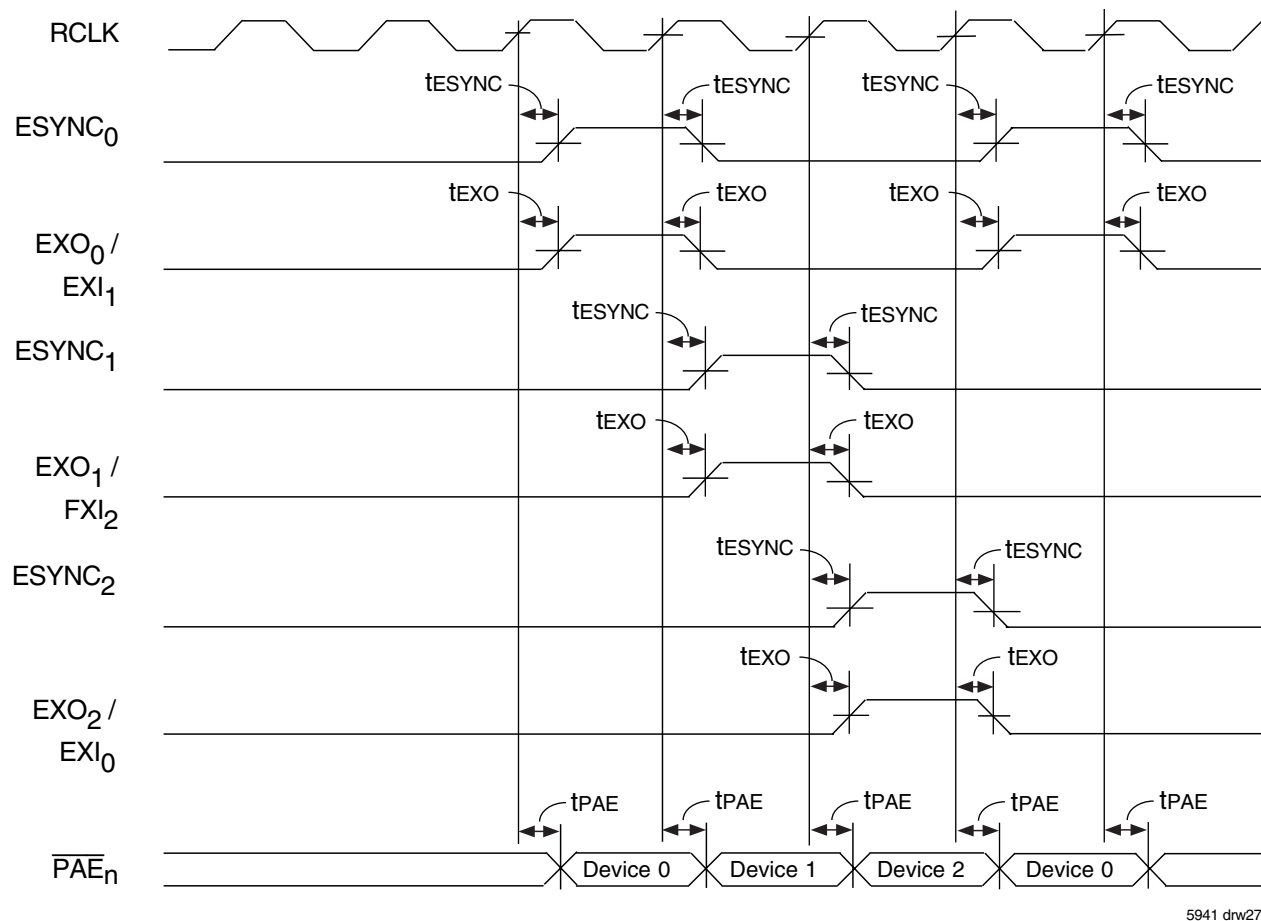 RCLK
tESYNC tESYNC tESYNC tESYNC
ESYNC0
tEXO tEXO tEXO tEXO
EXO0 /
EXI1
tESYNC tESYNC
ESYNC1
tEXO tEXO
EXO1 /
FXI2
tESYNC tESYNC
ESYNC2
tEXO tEXO
EXO2 /
EXI0
tPAE tPAE tPAE tPAE tPAE
PAEn Device 0 Device 1 Device 2 Device 0
5941 drw27